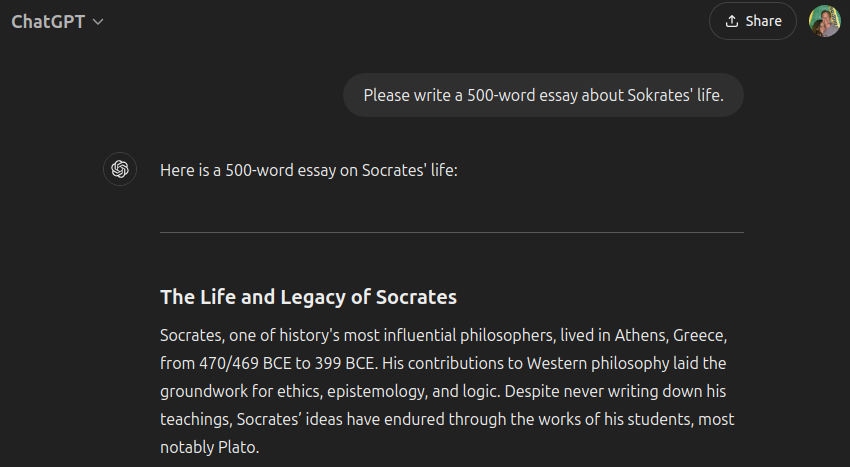 ChatGPT
Share
Please write a 500-word essay about Sokrates' life.
Here is a 500-word essay on Socrates' life:
The Life and Legacy of Socrates
Socrates, one of history's most influential philosophers, lived in Athens, Greece,
from 470/469 BCE to 399 BCE. His contributions to Western philosophy laid the
groundwork for ethics, epistemology, and logic. Despite never writing down his
teachings, Socrates’ ideas have endured through the works of his students, most
notably Plato.